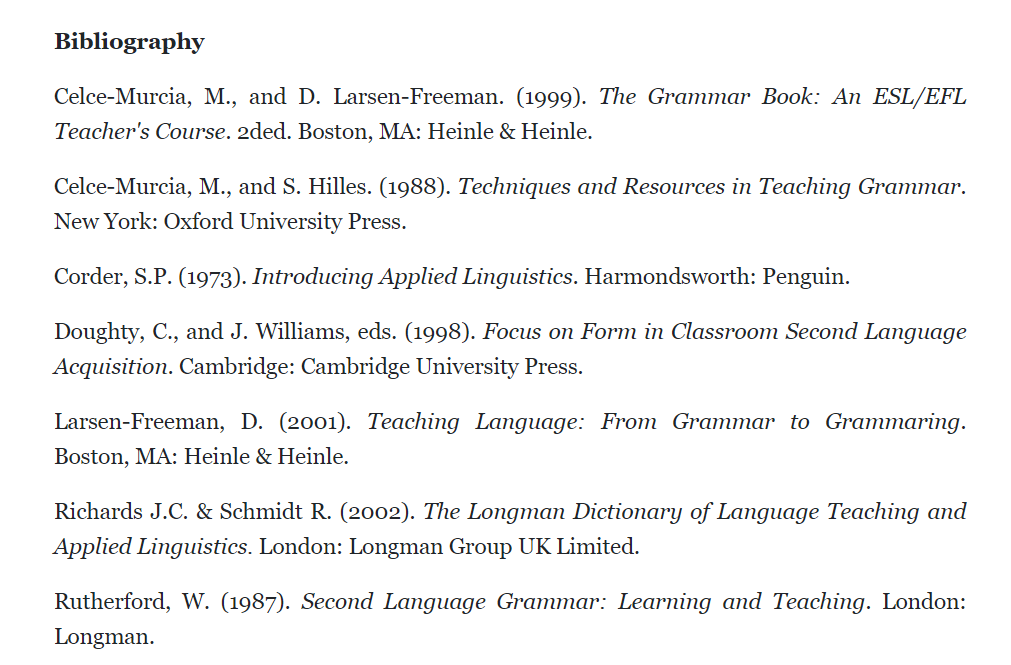 Bibliography
Celce-Murcia, M., and D. Larsen-Freeman. (1999). The Grammar Book: An ESL/EFL
Teacher's Course. 2ded. Boston, MA: Heinle & Heinle.
Celce-Murcia, M., and S. Hilles. (1988). Techniques and Resources in Teaching Grammar.
New York: Oxford University Press.
Corder, S.P. (1973). Introducing Applied Linguistics. Harmondsworth: Penguin.
Doughty, C., and J. Williams, eds. (1998). Focus on Form in Classroom Second Language
Acquisition. Cambridge: Cambridge University Press.
Larsen-Freeman, D. (2001). Teaching Language: From Grammar to Grammaring.
Boston, MA: Heinle & Heinle.
Richards J.C. & Schmidt R. (2002). The Longman Dictionary of Language Teaching and
Applied Linguistics. London: Longman Group UK Limited.
Rutherford, W. (1987). Second Language Grammar: Learning and Teaching. London:
Longman.